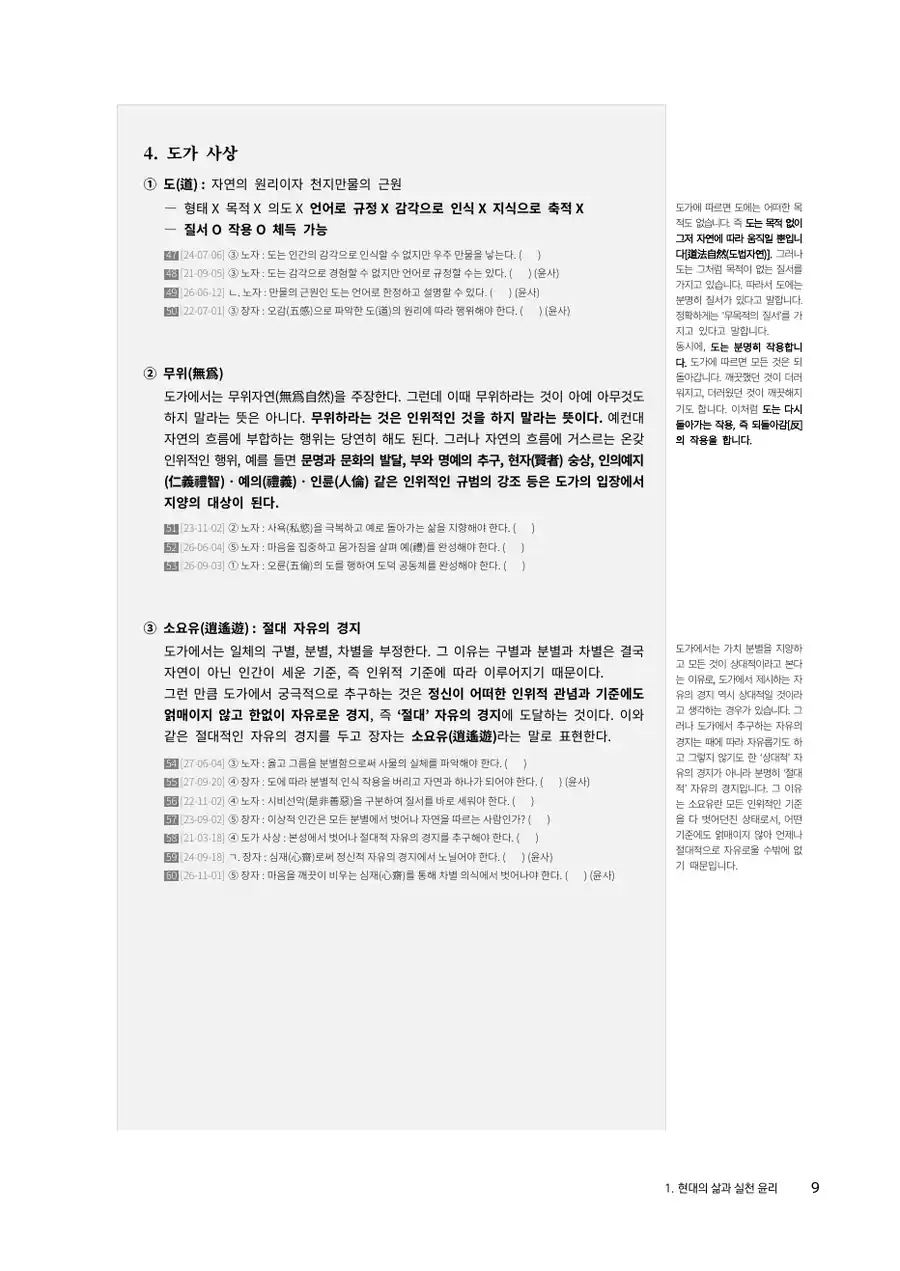 4. 도가 사상
① 도(道) : 자연의 원리이자 천지만물의 근원
― 형태 X 목적 X 의도 X 언어로 규정 X 감각으로 인식 X 지식으로 축적 X
― 질서 O 작용 O 체득 가능
47 [24-07-06] ③ 노자 : 도는 인간의 감각으로 인식할 수 없지만 우주 만물을 낳는다. ( )
48 [21-09-05] ③ 노자 : 도는 감각으로 경험할 수 없지만 언어로 규정할 수는 있다. ( ) (윤사)
49 [26-06-12] ㄴ. 노자 : 만물의 근원인 도는 언어로 한정하고 설명할 수 있다. ( ) (윤사)
50 [22-07-01] ③ 장자 : 오감(五感)으로 파악한 도(道)의 원리에 따라 행위해야 한다. ( ) (윤사)
도가에 따르면 도에는 어떠한 목
적도 없습니다. 즉 도는 목적 없이
그저 자연에 따라 움직일 뿐입니
다[道法自然(도법자연)]. 그러나
도는 그처럼 목적이 없는 질서를
가지고 있습니다. 따라서 도에는
분명히 질서가 있다고 말합니다.
정확하게는 ‘무목적의 질서’를 가
지고 있다고 말합니다.
동시에, 도는 분명히 작용합니
다. 도가에 따르면 모든 것은 되
돌아갑니다. 깨끗했던 것이 더러
워지고, 더러웠던 것이 깨끗해지
기도 합니다. 이처럼 도는 다시
돌아가는 작용, 즉 되돌아감[反]
의 작용을 합니다.
② 무위(無爲)
도가에서는 무위자연(無爲自然)을 주장한다. 그런데 이때 무위하라는 것이 아예 아무것도
하지 말라는 뜻은 아니다. 무위하라는 것은 인위적인 것을 하지 말라는 뜻이다. 예컨대
자연의 흐름에 부합하는 행위는 당연히 해도 된다. 그러나 자연의 흐름에 거스르는 온갖
인위적인 행위, 예를 들면 문명과 문화의 발달, 부와 명예의 추구, 현자(賢者) 숭상, 인의예지
(仁義禮智) · 예의(禮義) · 인륜(人倫) 같은 인위적인 규범의 강조 등은 도가의 입장에서
지양의 대상이 된다.
51 [23-11-02] ② 노자 : 사욕(私慾)을 극복하고 예로 돌아가는 삶을 지향해야 한다. ( )
52 [26-06-04] ⑤ 노자 : 마음을 집중하고 몸가짐을 살펴 예(禮)를 완성해야 한다. ( )
53 [26-09-03] ① 노자 : 오륜(五倫)의 도를 행하여 도덕 공동체를 완성해야 한다. ( )
③ 소요유(逍遙遊) : 절대 자유의 경지
도가에서는 일체의 구별, 분별, 차별을 부정한다. 그 이유는 구별과 분별과 차별은 결국
자연이 아닌 인간이 세운 기준, 즉 인위적 기준에 따라 이루어지기 때문이다.
그런 만큼 도가에서 궁극적으로 추구하는 것은 정신이 어떠한 인위적 관념과 기준에도
얽매이지 않고 한없이 자유로운 경지, 즉 ‘절대’ 자유의 경지에 도달하는 것이다. 이와
같은 절대적인 자유의 경지를 두고 장자는 소요유(逍遙遊)라는 말로 표현한다.
54 [27-06-04] ③ 노자 : 옳고 그름을 분별함으로써 사물의 실체를 파악해야 한다. ( )
55 [27-09-20] ④ 장자 : 도에 따라 분별적 인식 작용을 버리고 자연과 하나가 되어야 한다. ( ) (윤사)
56 [22-11-02] ④ 노자 : 시비선악(是非善惡)을 구분하여 질서를 바로 세워야 한다. ( )
57 [23-09-02] ⑤ 장자 : 이상적 인간은 모든 분별에서 벗어나 자연을 따르는 사람인가? ( )
58 [21-03-18] ④ 도가 사상 : 본성에서 벗어나 절대적 자유의 경지를 추구해야 한다. ( )
59 [24-09-18] ㄱ. 장자 : 심재(心齋)로써 정신적 자유의 경지에서 노닐어야 한다. ( ) (윤사)
60 [26-11-01] ⑤ 장자 : 마음을 깨끗이 비우는 심재(心齋)를 통해 차별 의식에서 벗어나야 한다. ( ) (윤사)
도가에서는 가치 분별을 지양하
고 모든 것이 상대적이라고 본다
는 이유로, 도가에서 제시하는 자
유의 경지 역시 상대적일 것이라
고 생각하는 경우가 있습니다. 그
러나 도가에서 추구하는 자유의
경지는 때에 따라 자유롭기도 하
고 그렇지 않기도 한 ‘상대적’ 자
유의 경지가 아니라 분명히 ‘절대
적’ 자유의 경지입니다. 그 이유
는 소요유란 모든 인위적인 기준
을 다 벗어던진 상태로서, 어떤
기준에도 얽매이지 않아 언제나
절대적으로 자유로울 수밖에 없
기 때문입니다.
1. 현대의 삶과 실천 윤리 9